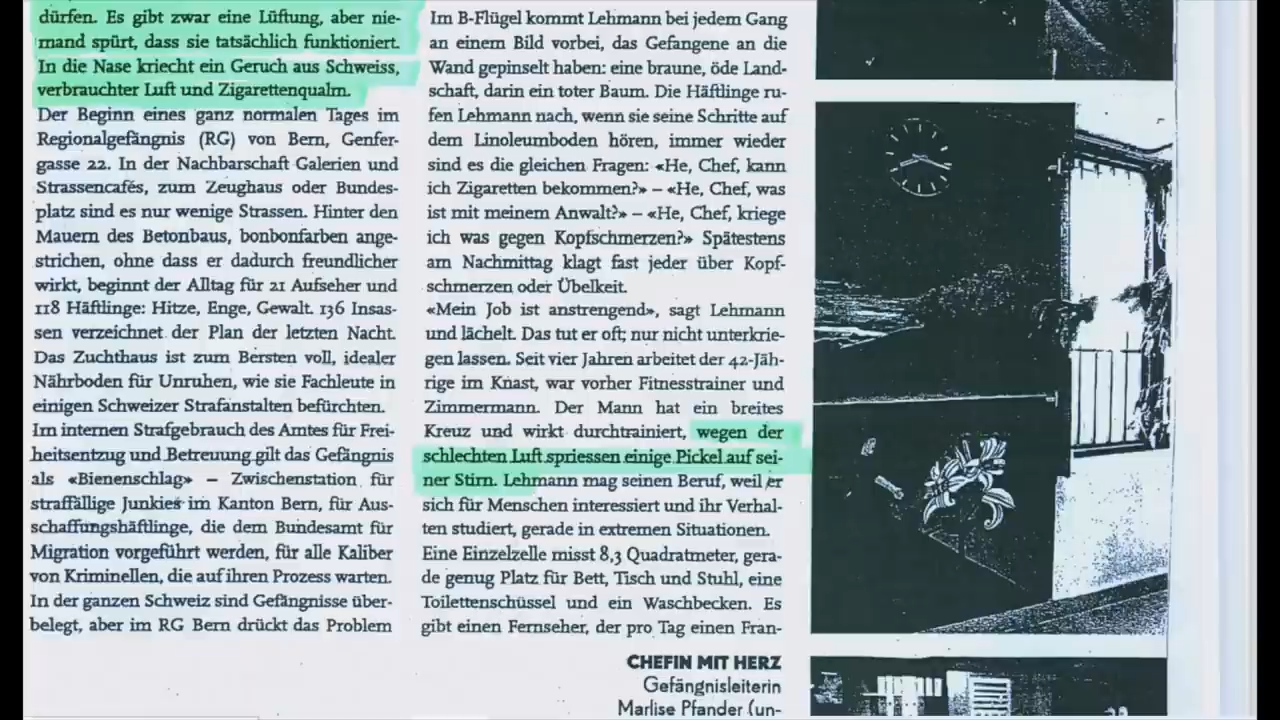 dürfen. Es gibt zwar eine Lüftung, aber nie-
mand spürt, dass sie tatsächlich funktioniert.
In die Nase kriecht ein Geruch aus Schweiss,
verbrauchter Luft und Zigarettenqualm.
Der Beginn eines ganz normalen Tages im
Regionalgefängnis (RG) von Bern, Genfer-
gasse 22. In der Nachbarschaft Galerien und
Strassencafés, zum Zeughaus oder Bundes-
platz sind es nur wenige Strassen. Hinter den
Mauern des Betonbaus, bonbonfarben ange-
strichen, ohne dass er dadurch freundlicher
wirkt, beginnt der Alltag für 21 Aufseher und
118 Häftlinge: Hitze, Enge, Gewalt. 136 Insas-
sen verzeichnet der Plan der letzten Nacht.
Das Zuchthaus ist zum Bersten voll, idealer
Nährboden für Unruhen, wie sie Fachleute in
einigen Schweizer Strafanstalten befürchten.
Im internen Strafgebrauch des Amtes für Frei-
heitsentzug und Betreuung gilt das Gefängnis
als «Bienenschlag» – Zwischenstation für
straffällige Junkies im Kanton Bern, für Aus-
schaffungshäftlinge, die dem Bundesamt für
Migration vorgeführt werden, für alle Kaliber
von Kriminellen, die auf ihren Prozess warten.
In der ganzen Schweiz sind Gefängnisse über-
belegt, aber im RG Bern drückt das Problem
Im B-Flügel kommt Lehmann bei jedem Gang
an einem Bild vorbei, das Gefangene an die
Wand gepinselt haben: eine braune, öde Land-
schaft, darin ein toter Baum. Die Häftlinge ru-
fen Lehmann nach, wenn sie seine Schritte auf
dem Linoleumboden hören, immer wieder
sind es die gleichen Fragen: «He, Chef, kann
ich Zigaretten bekommen?» – «He, Chef, was
ist mit meinem Anwalt?» – «He, Chef, kriege
ich was gegen Kopfschmerzen?» Spätestens
am Nachmittag klagt fast jeder über Kopf-
schmerzen oder Übelkeit.
«Mein Job ist anstrengend», sagt Lehmann
und lächelt. Das tut er oft; nur nicht unterkrie-
gen lassen. Seit vier Jahren arbeitet der 42-Jäh-
rige im Knast, war vorher Fitnesstrainer und
Zimmermann. Der Mann hat ein breites
Kreuz und wirkt durchtrainiert, wegen der
schlechten Luft spriessen einige Pickel auf sei-
ner Stirn. Lehmann mag seinen Beruf, weil er
sich für Menschen interessiert und ihr Verhal-
ten studiert, gerade in extremen Situationen.
Eine Einzelzelle misst 8,3 Quadratmeter, gera-
de genug Platz für Bett, Tisch und Stuhl, eine
Toilettenschüssel und ein Waschbecken. Es
gibt einen Fernseher, der pro Tag einen Fran-
CHEFIN MIT HERZ
Gefängnisleiterin
Marlise Pfander (un-